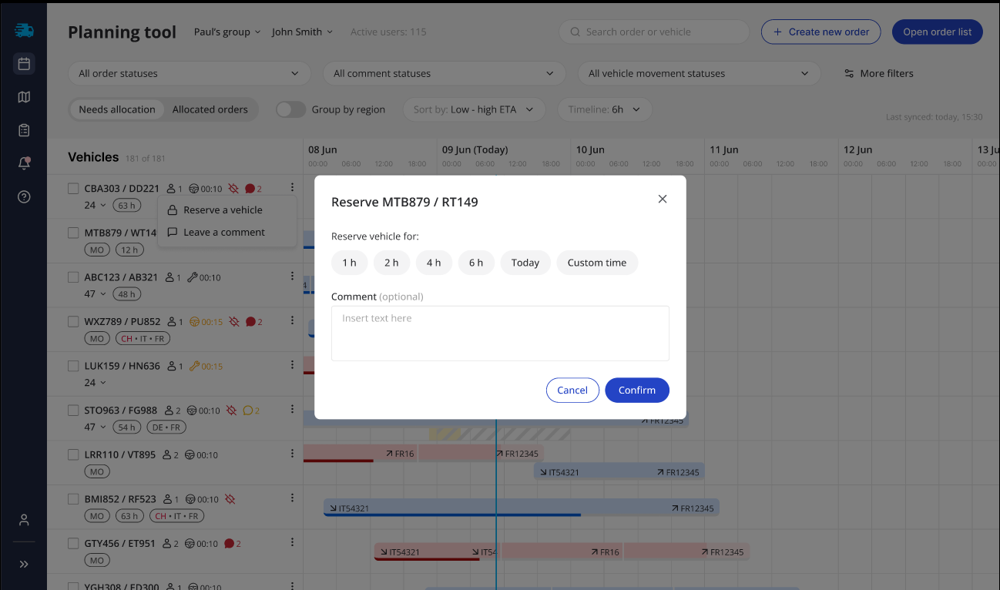 Planning tool Paul's group John Smith Active users: 115 Search order or vehicle Create new order Open order list
All order statuses All comment statuses All vehicle movement statuses More filters
Needs allocation Allocated orders Group by region Sort by: Low - high ETA Timeline: 6h Last synced: today, 15:30
Vehicles 181 of 181
08 Jun 09 Jun (Today) 10 Jun 11 Jun 12 Jun 13 Ju
00:00 06:00 12:00 18:00 00:00 06:00 12:00 18:00 00:00 06:00 12:00 18:00 00:00 06:00 12:00 18:00 00:00 06:00 12:00 18:00 00:0
CBA303 / DD221 1 00:10 2
24 63 h
Reserve a vehicle
Leave a comment
MTB879 / WT14
MO 12 h
ABC123 / AB321 1 00:10
47 48 h
4
WXZ789 / PU852 1 00:15 2
MO CH • IT • FR
LUK159 / HN636 1 00:15
24
STO963 / FG988 2 00:10 2
47 54 h DE • FR
FR12345
LRR110 / VT895 2 00:10
MO
FR16 FR12345
IT54321 FR12345
BMI852 / RF523 1 00:10
MO 63 h CH • IT • FR
IT54321 FR12345
GTY456 / ET951 2 00:10 2
MO
IT54321 IT54 FR16 FR12345
YGH308 / FD300 1 00:10
Reserve MTB879 / RT149
Reserve vehicle for:
1 h 2 h 4 h 6 h Today Custom time
Comment (optional)
Insert text here
Cancel Confirm